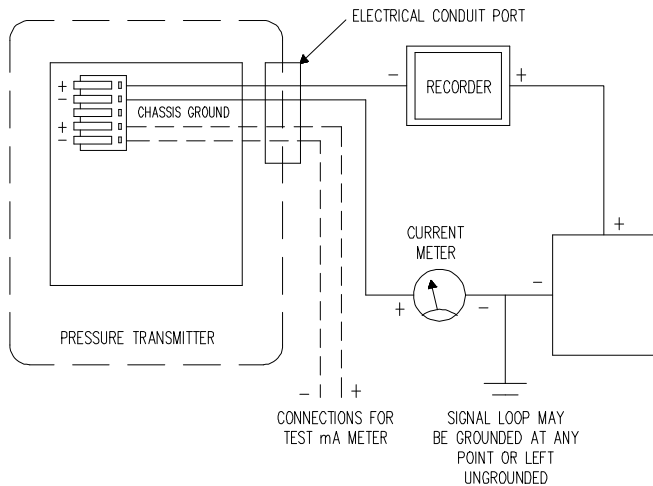 ELECTRICAL CONDUIT PORT
+
−
CHASSIS GROUND
+
−
−
RECORDER
+
CURRENT
METER
+
−
+
−
PRESSURE TRANSMITTER
−
+
CONNECTIONS FOR
TEST mA METER
SIGNAL LOOP MAY
BE GROUNDED AT ANY
POINT OR LEFT
UNGROUNDED